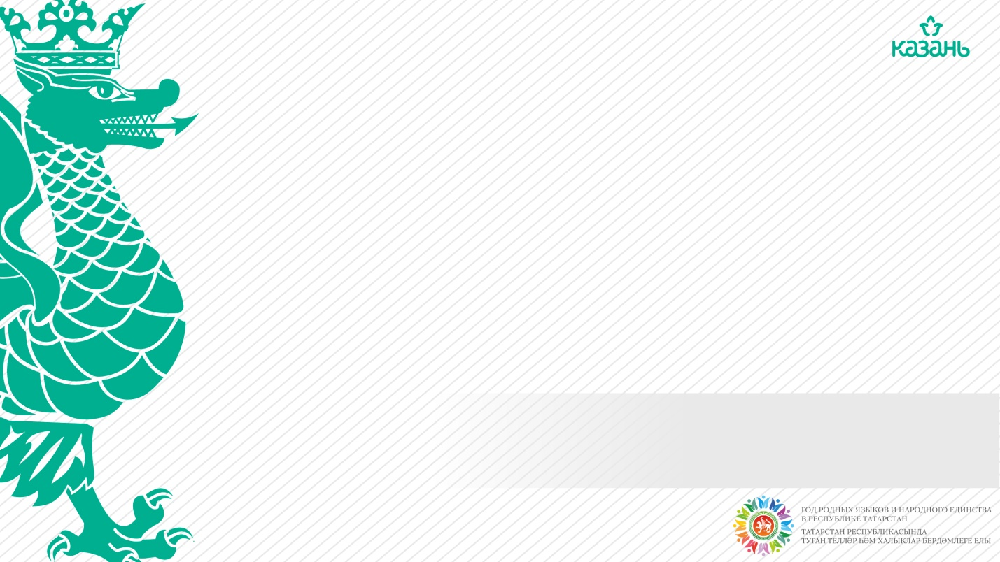 казань
ГОД РОДНЫХ ЯЗЫКОВ И НАРОДНОГО ЕДИНСТВА
В РЕСПУБЛИКЕ ТАТАРСТАН
ТАТАРСТАН РЕСПУБЛИКАСЫНДА
ТУГАН ТЕЛЛӘР ҺӘМ ХАЛЫКЛАР БЕРДӘМЛЕГЕ ЕЛЫ